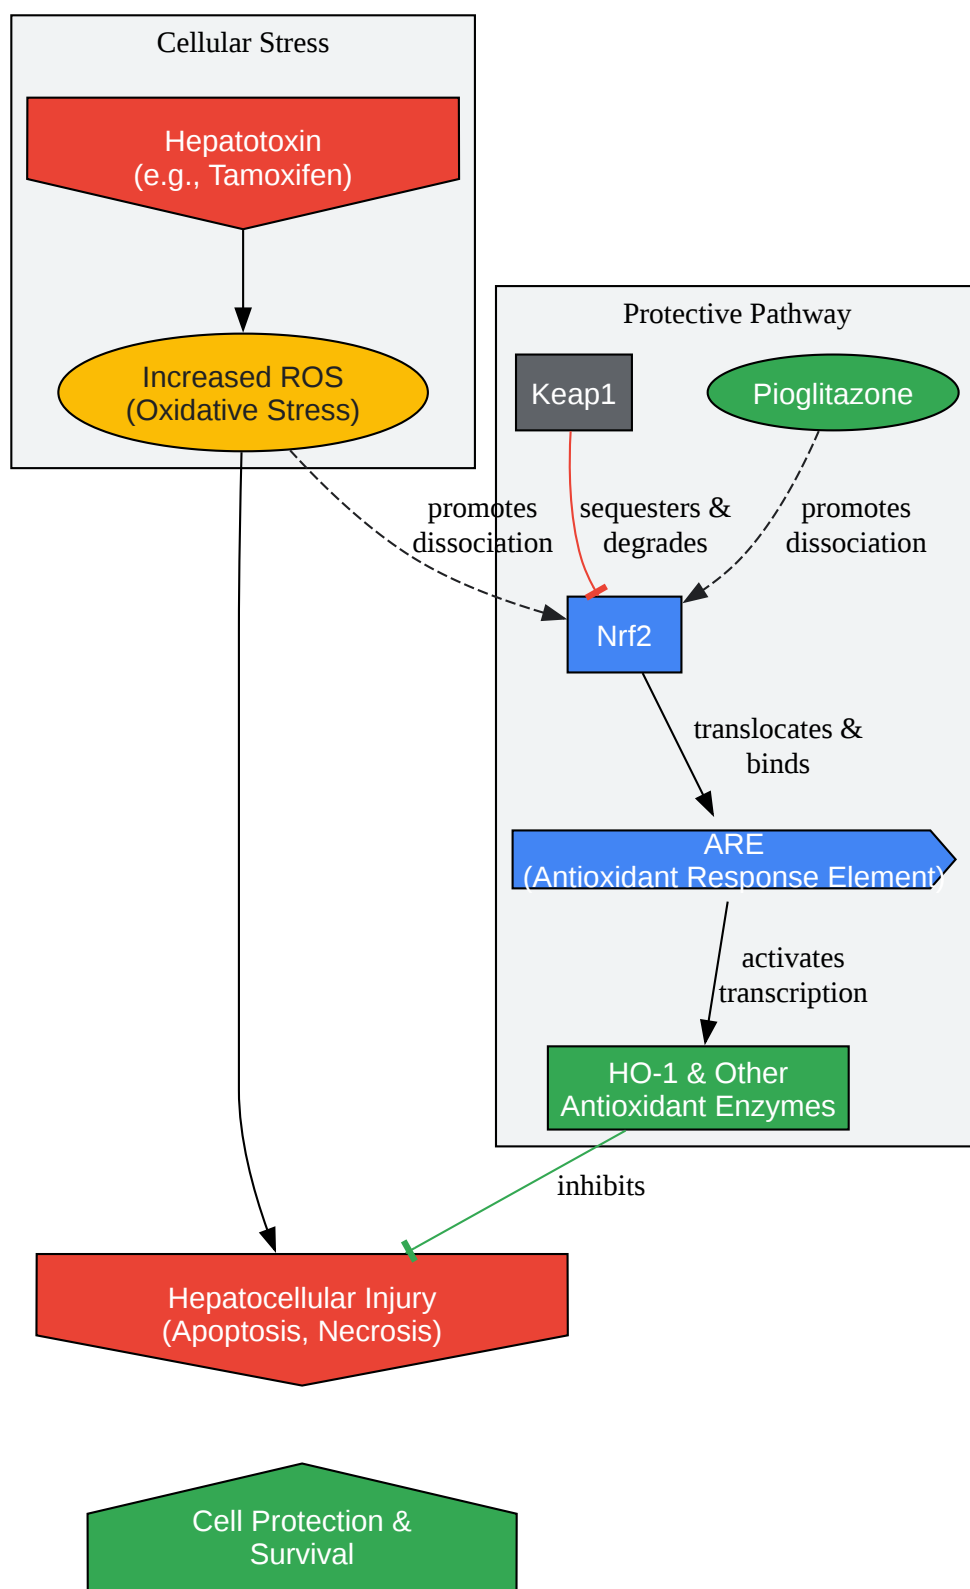 Cellular Stress
Hepatotoxin
(e.g., Tamoxifen)
Increased ROS
(Oxidative Stress)
Protective Pathway
Keap1
Pioglitazone
promotes
dissociation
sequesters &
degrades
promotes
dissociation
Nrf2
translocates &
binds
ARE
(Antioxidant Response Element)
activates
transcription
HO-1 & Other
Antioxidant Enzymes
inhibits
Hepatocellular Injury
(Apoptosis, Necrosis)
Cell Protection &
Survival